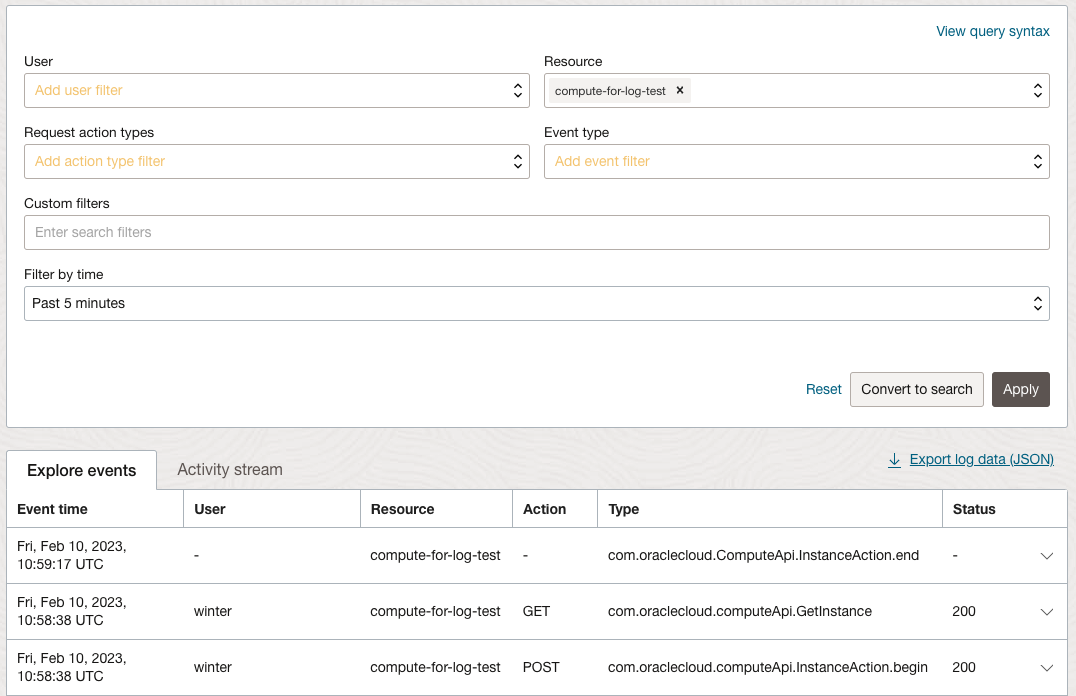 View query syntax
User
Resource
Add user filter
compute-for-log-test ×
Request action types
Event type
Add action type filter
Add event filter
Custom filters
Enter search filters
Filter by time
Past 5 minutes
Reset Convert to search Apply
Explore events Activity stream Export log data (JSON)
Event time User Resource Action Type Status
Fri, Feb 10, 2023,
10:59:17 UTC - compute-for-log-test - com.oraclecloud.ComputeApi.InstanceAction.end -
Fri, Feb 10, 2023,
10:58:38 UTC winter compute-for-log-test GET com.oraclecloud.computeApi.GetInstance 200
Fri, Feb 10, 2023,
10:58:38 UTC winter compute-for-log-test POST com.oraclecloud.computeApi.InstanceAction.begin 200